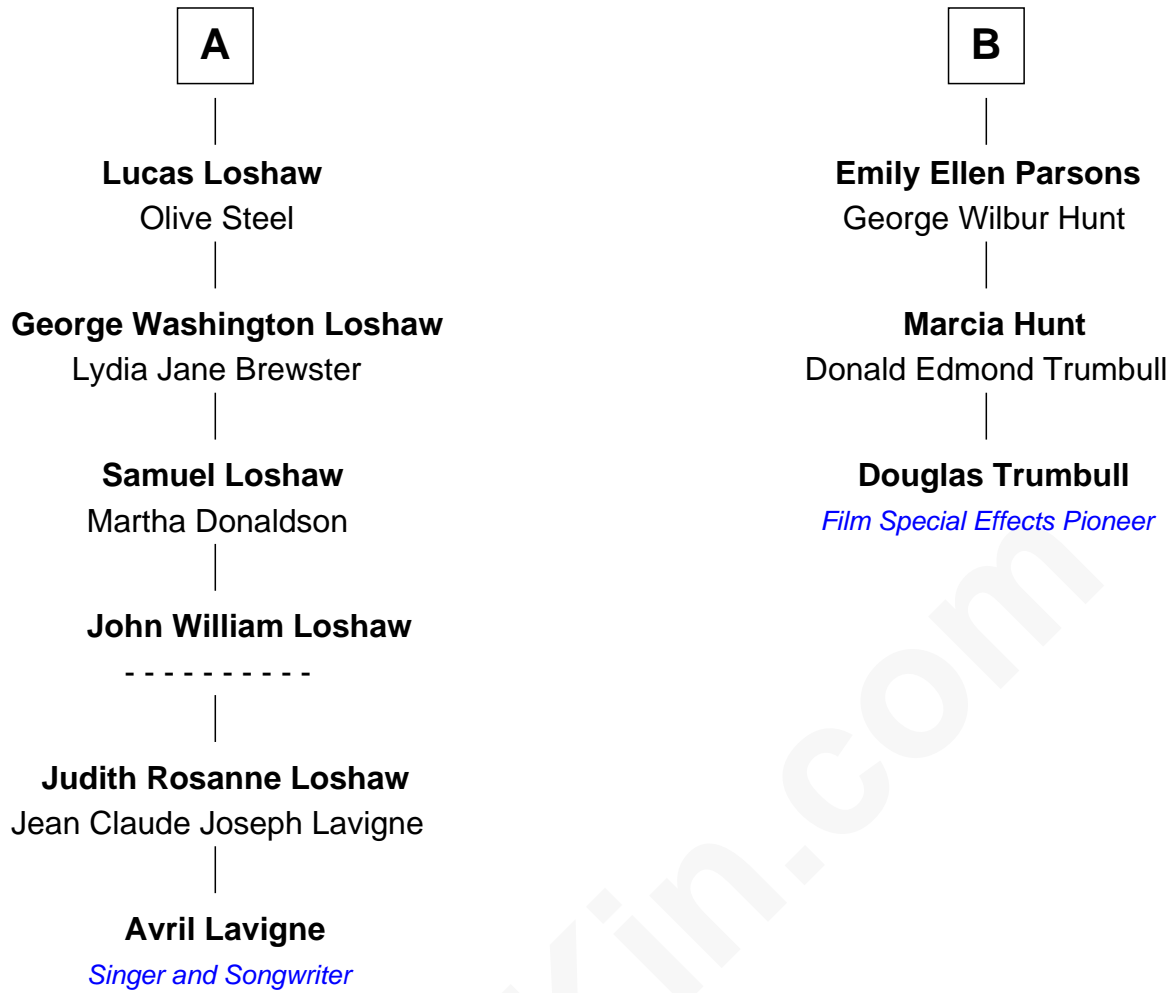 A
Lucas Loshaw
Olive Steel
George Washington Loshaw
Lydia Jane Brewster
Samuel Loshaw
Martha Donaldson
John William Loshaw
- - - - - - - - - -
Judith Rosanne Loshaw
Jean Claude Joseph Lavigne
Avril Lavigne
Singer and Songwriter
B
Emily Ellen Parsons
George Wilbur Hunt
Marcia Hunt
Donald Edmond Trumbull
Douglas Trumbull
Film Special Effects Pioneer
kin.com